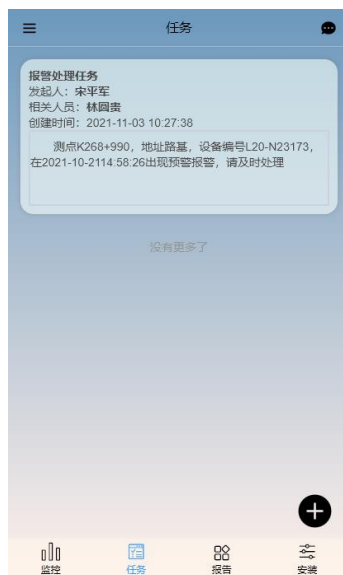 任务
报警处理任务
发起人：宋平军
相关人员：林圆贵
创建时间：2021-11-03 10:27:38
测点K268+990，地址路基，设备编号L20-N23173，
在2021-10-2114:58:26出现预警报警，请及时处理
没有更多了
监控 任务 报告 安装